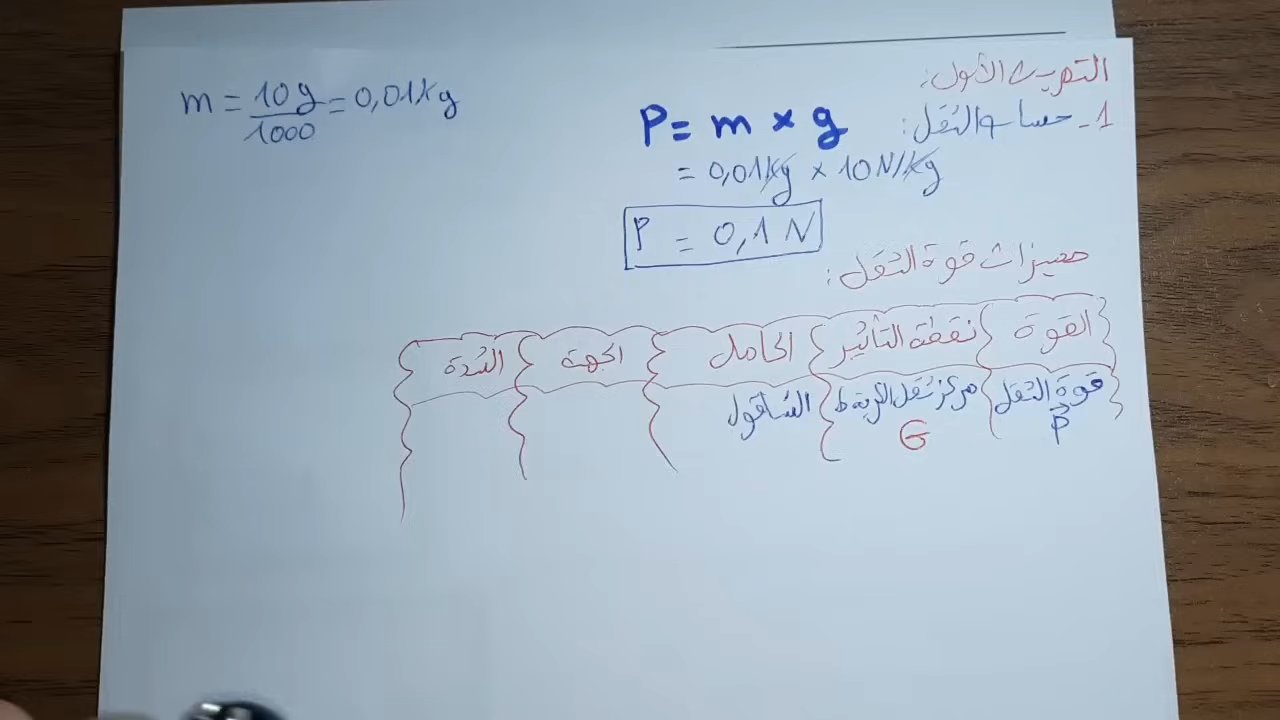 التمرين الأول:
1- حساب الثقل:
P = m × g
m = 10g/1000 = 0,01Kg
= 0,01Kg × 10N/Kg
P = 0,1 N
مميزات قوة الثقل:
القوة نقطة التأثير الحامل الجهة الشدة
قوة الثقل مركز ثقل الشاقول
P G